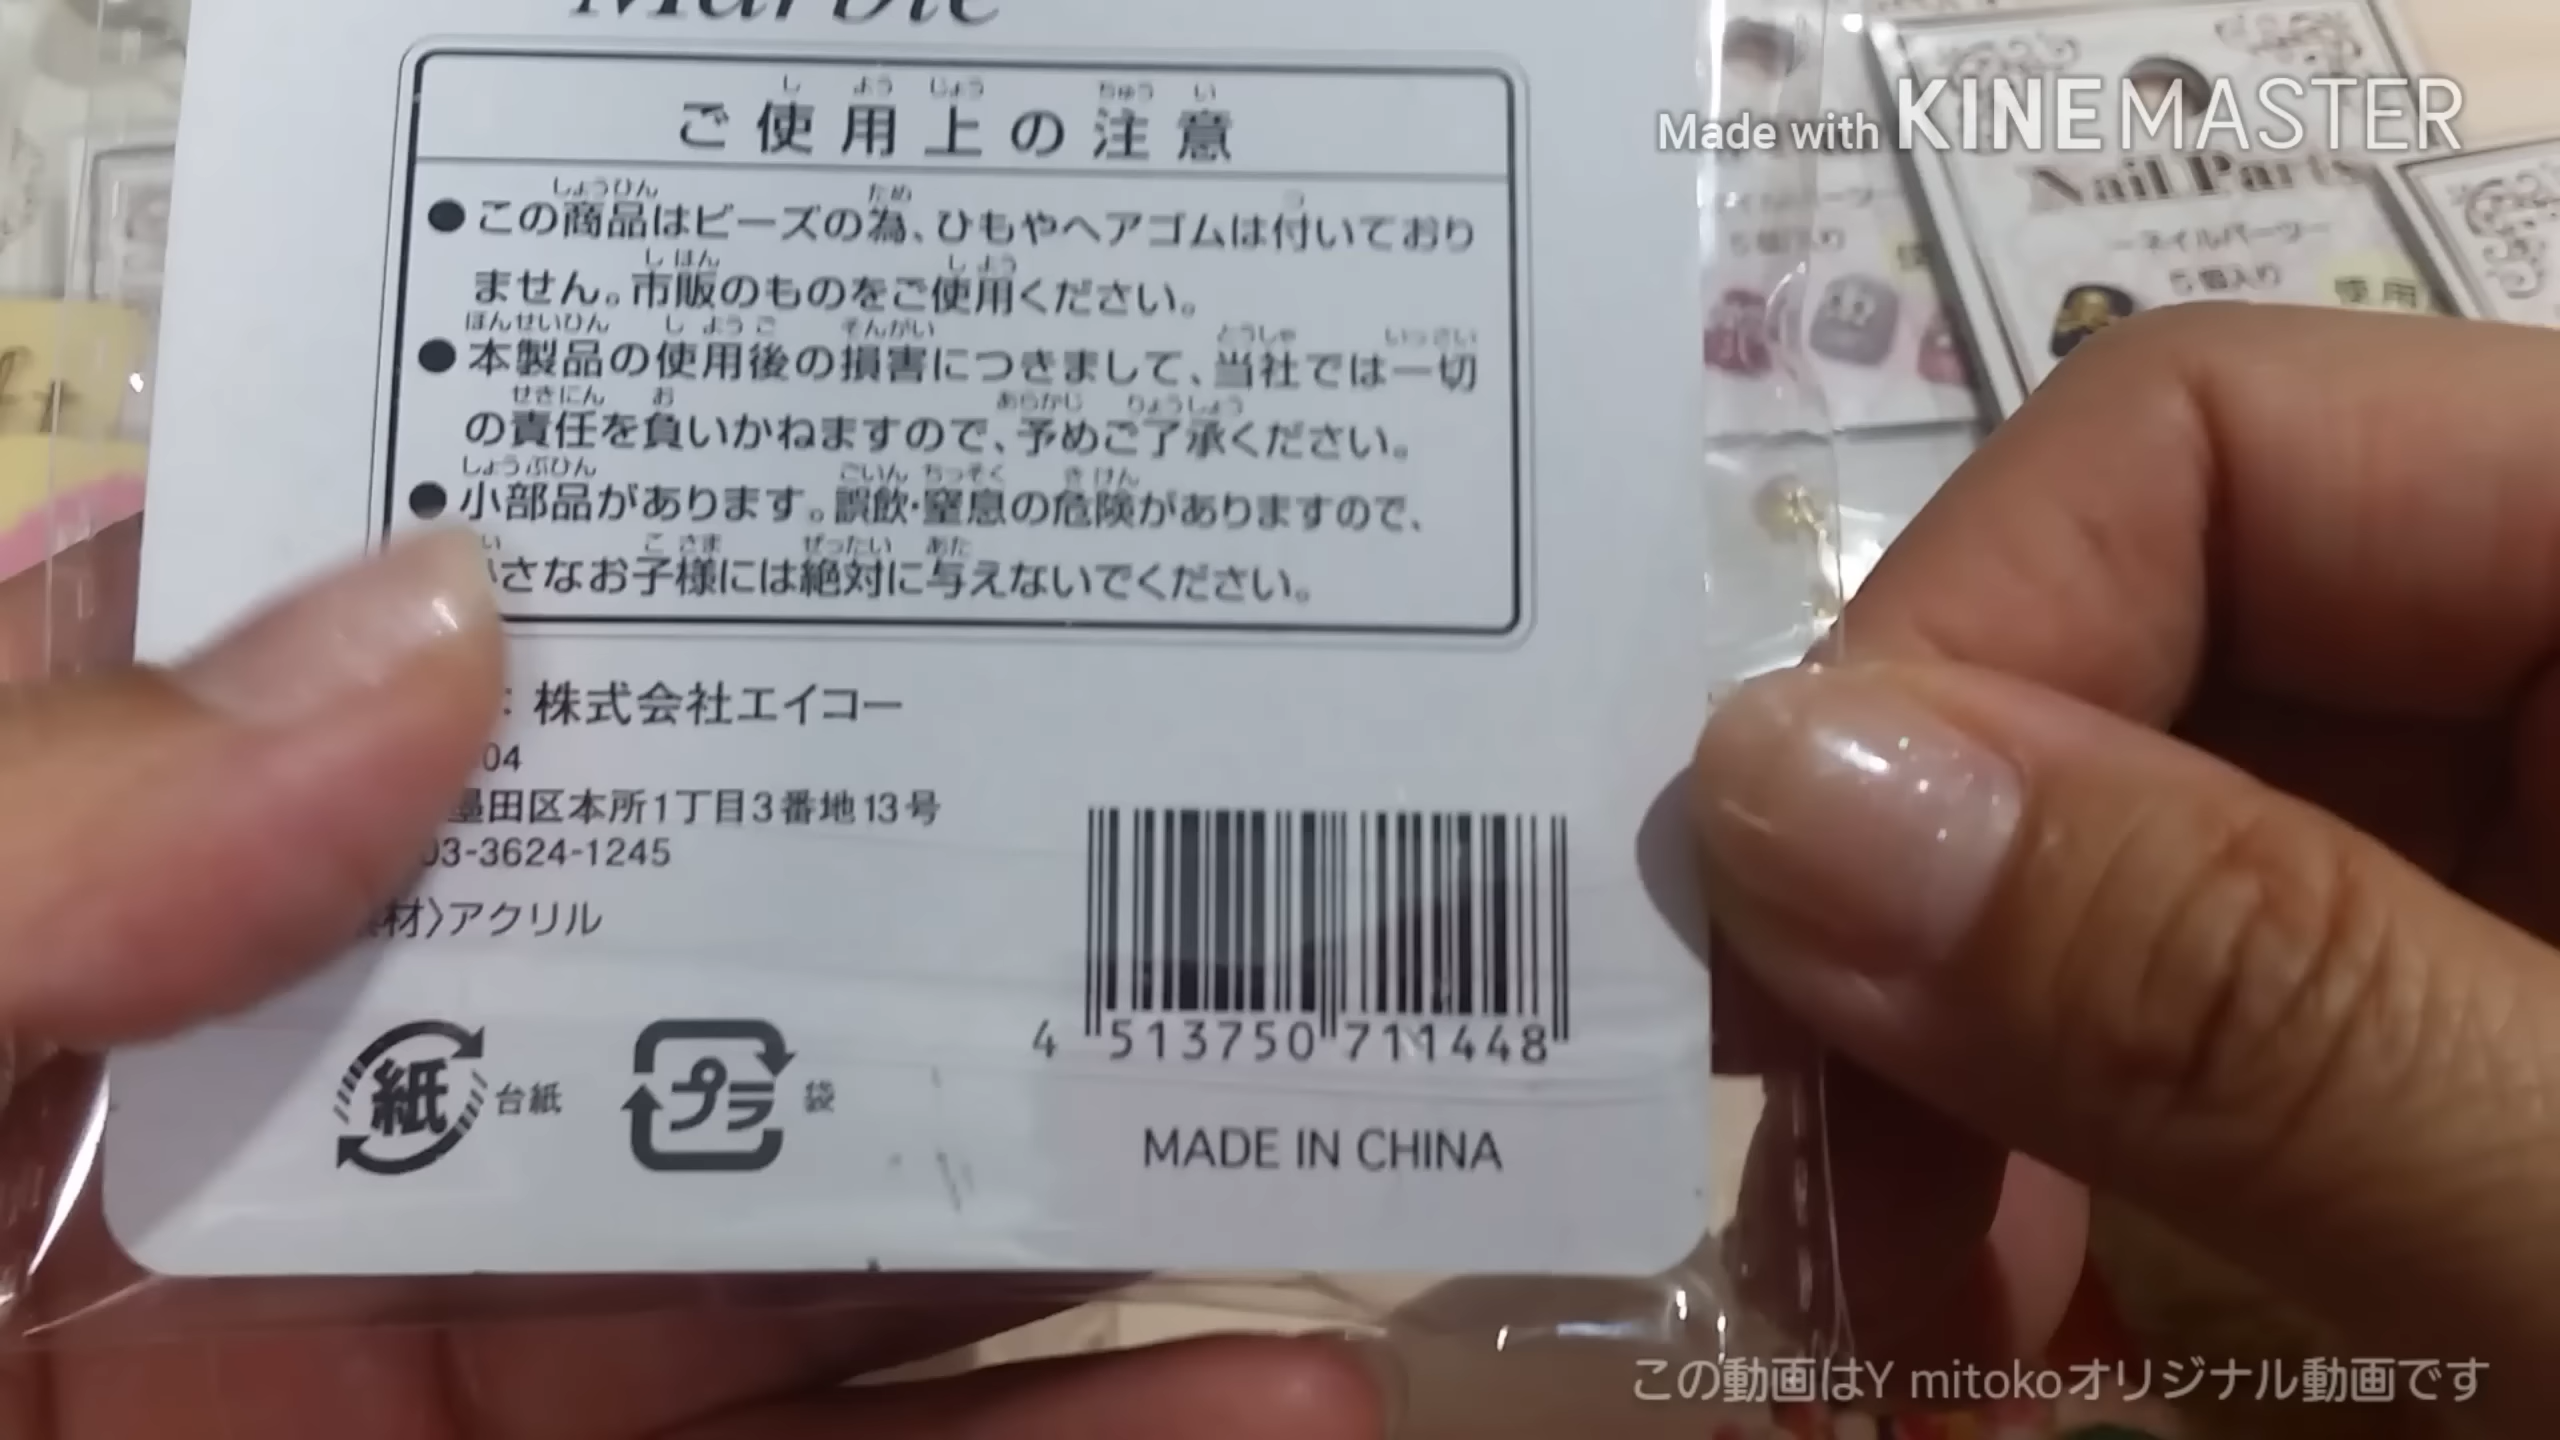 Marble
ご使用上の注意
●この商品はビーズの為、ひもやヘアゴムは付いており
ません。市販のものをご使用ください。
●本製品の使用後の損害につきまして、当社では一切
の責任を負いかねますので、予めご了承ください。
●小部品があります。誤飲・窒息の危険がありますので、
小さなお子様には絶対に与えないでください。
: 株式会社エイコー
04
墨田区本所1丁目3番地13号
03-3624-1245
素材〉アクリル
紙 台紙 プラ 袋
4 513750 711448
MADE IN CHINA
Made with KINEMASTER
Nail Parts
ーネイルパーツー
5個入り
使用
5個入り
この動画はY mitokoオリジナル動画です